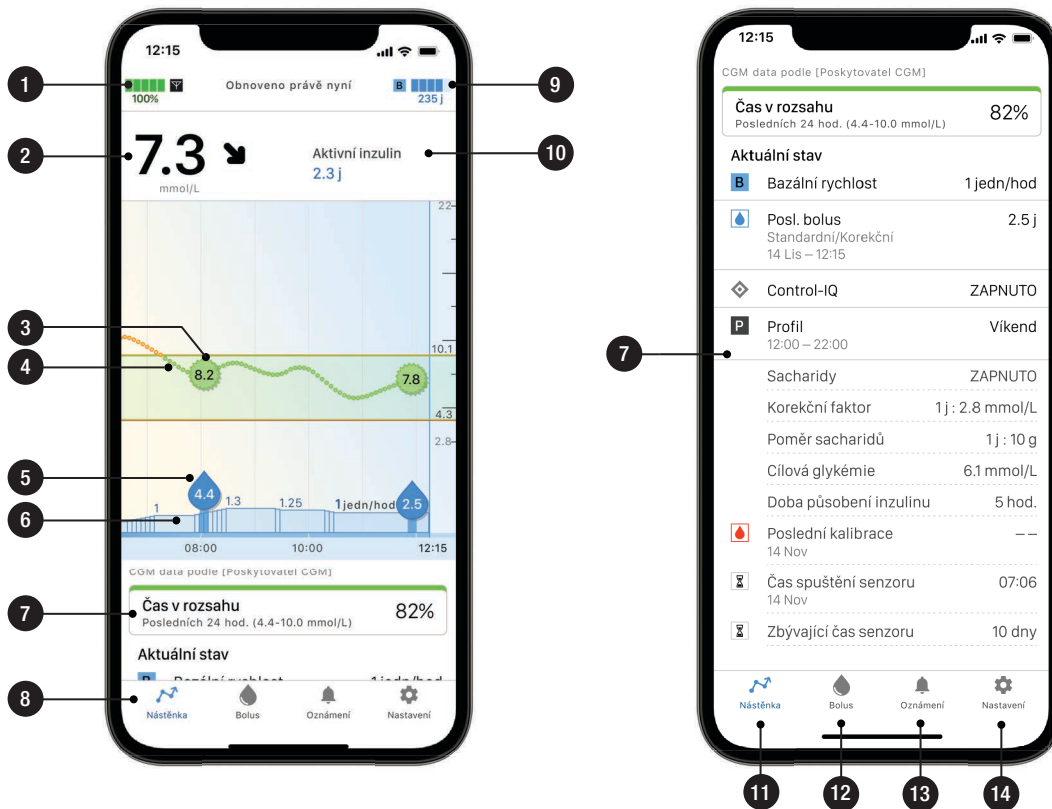 12:15
100%
Obnoveno právě nyní
B
235 j
7.3
mmol/L
Aktivní inzulin
2.3 j
22
10.1
8.2
7.8
4.3
2.8
4.4
2.5
1
1.3
1.25
1 jedn/hod
08:00
10:00
12:15
CGM data podle [Poskytovatel CGM]
Čas v rozsahu
82%
Posledních 24 hod. (4.4-10.0 mmol/L)
Aktuální stav
B Bazální rychlost 1 jedn/hod
Nástěnka Bolus Oznámení Nastavení
1
2
3
4
5
6
7
8
9
10
12:15
CGM data podle [Poskytovatel CGM]
Čas v rozsahu
82%
Posledních 24 hod. (4.4-10.0 mmol/L)
Aktuální stav
B Bazální rychlost 1 jedn/hod
Posl. bolus 2.5 j
Standardní/Korekční
14 Lis – 12:15
Control-IQ ZAPNUTO
P Profil Víkend
12:00 – 22:00
Sacharidy ZAPNUTO
Korekční faktor 1 j : 2.8 mmol/L
Poměr sacharidů 1 j : 10 g
Cílová glykémie 6.1 mmol/L
Doba působení inzulinu 5 hod.
Poslední kalibrace – –
14 Nov
Čas spuštění senzoru 07:06
14 Nov
Zbývající čas senzoru 10 dny
Nástěnka Bolus Oznámení Nastavení
7
11 12 13 14